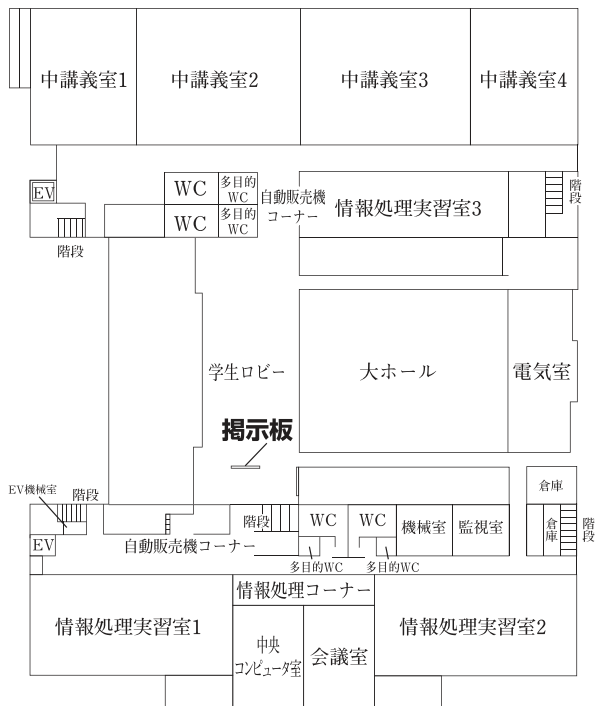 中講義室1
中講義室2
中講義室3
中講義室4
EV
WC
多目的
WC
WC
多目的
WC
自動販売機
コーナー
情報処理実習室3
階段
階段
学生ロビー
大ホール
電気室
掲示板
EV機械室
階段
階段
WC
WC
機械室
監視室
倉庫
倉庫
階段
EV
自動販売機コーナー
多目的WC
多目的WC
情報処理コーナー
情報処理実習室1
中央
コンピュータ室
会議室
情報処理実習室2